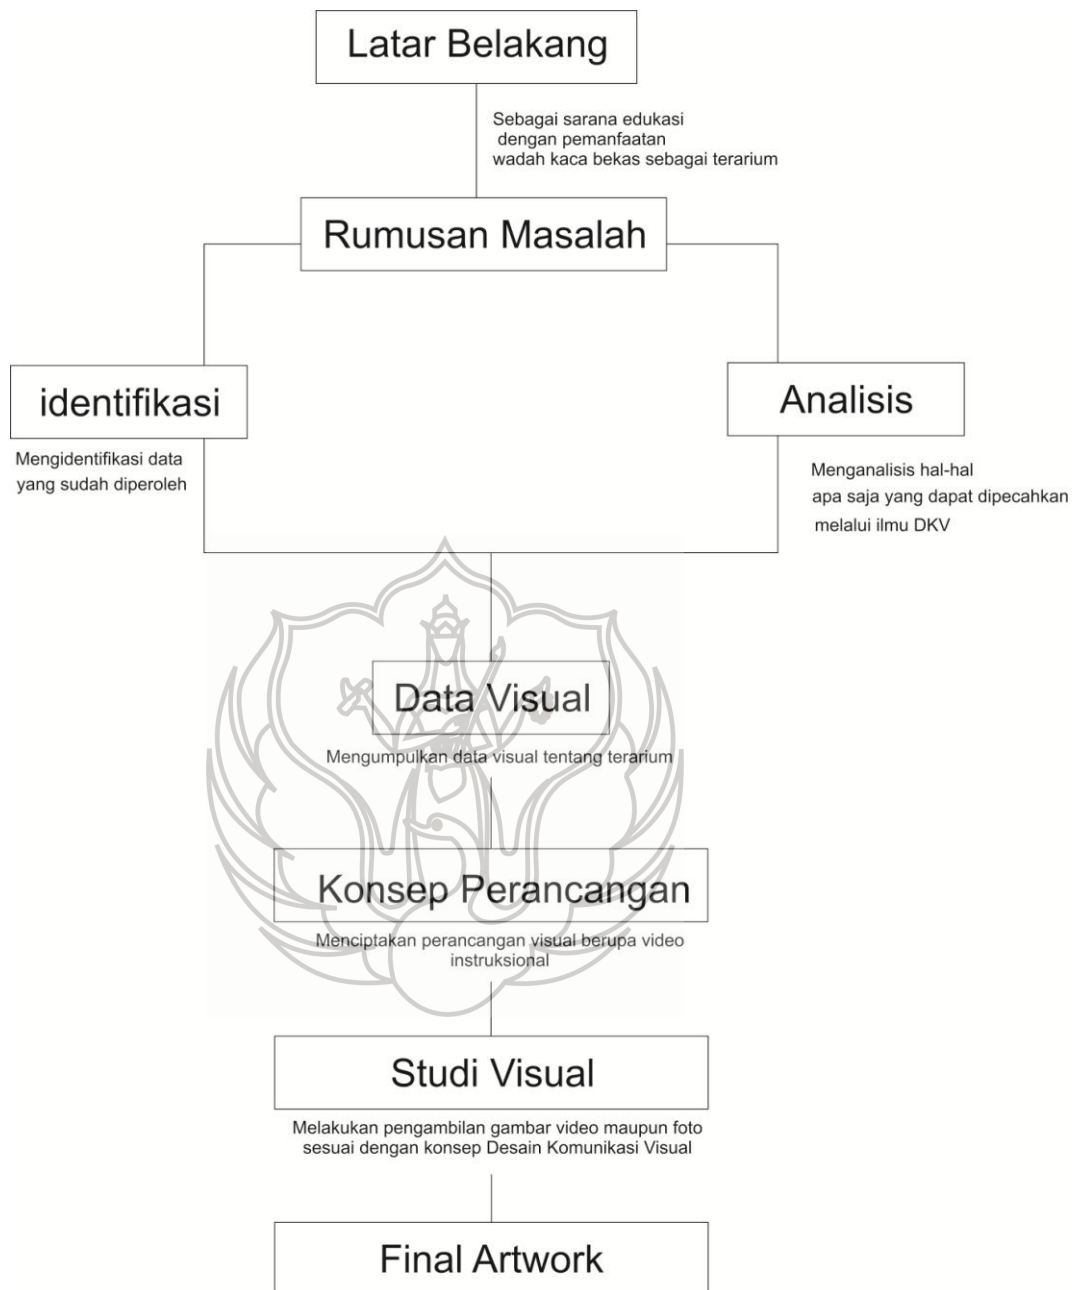 Latar Belakang
Sebagai sarana edukasi
dengan pemanfaatan
wadah kaca bekas sebagai terarium
Rumusan Masalah
identifikasi
Mengidentifikasi data
yang sudah diperoleh
Analisis
Menganalisis hal-hal
apa saja yang dapat dipecahkan
melalui ilmu DKV
Data Visual
Mengumpulkan data visual tentang terarium
Konsep Perancangan
Menciptakan perancangan visual berupa video
instruksional
Studi Visual
Melakukan pengambilan gambar video maupun foto
sesuai dengan konsep Desain Komunikasi Visual
Final Artwork